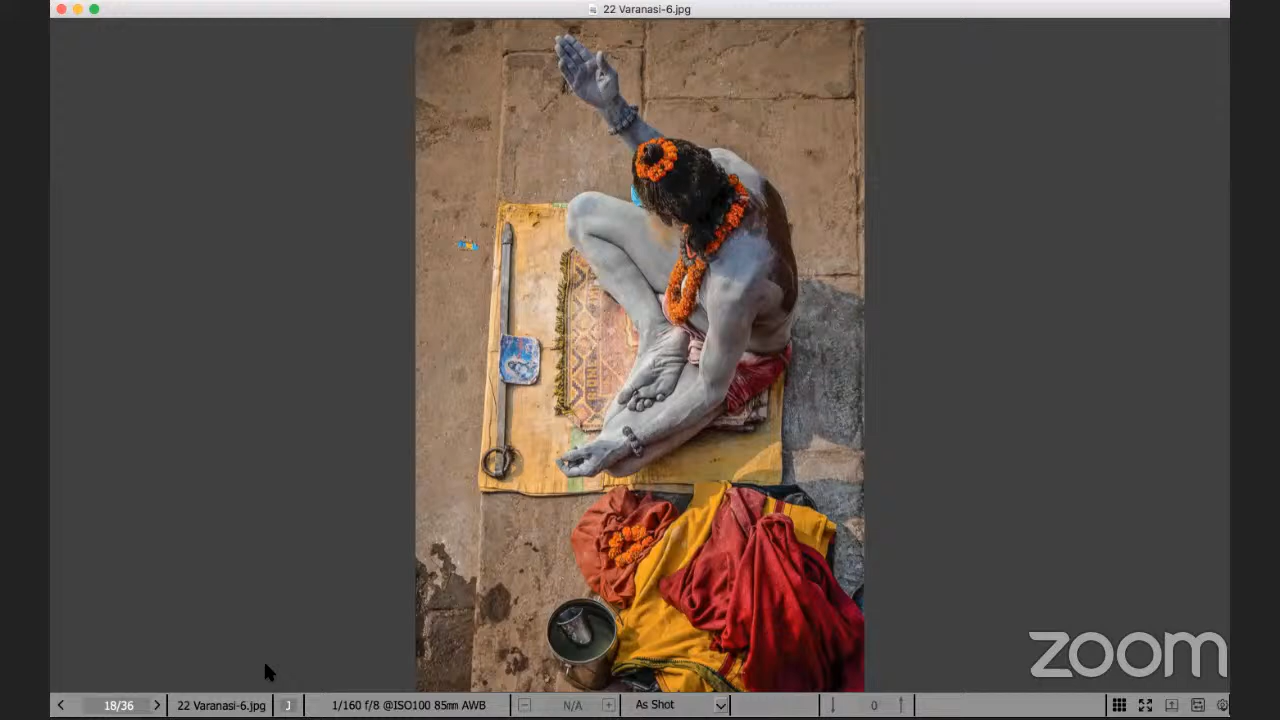 22 Varanasi-6.jpg
zoom
18/36
22 Varanasi-6.jpg
J
1/160 f/8 @ISO100 85mm AWB
N/A
As Shot
0